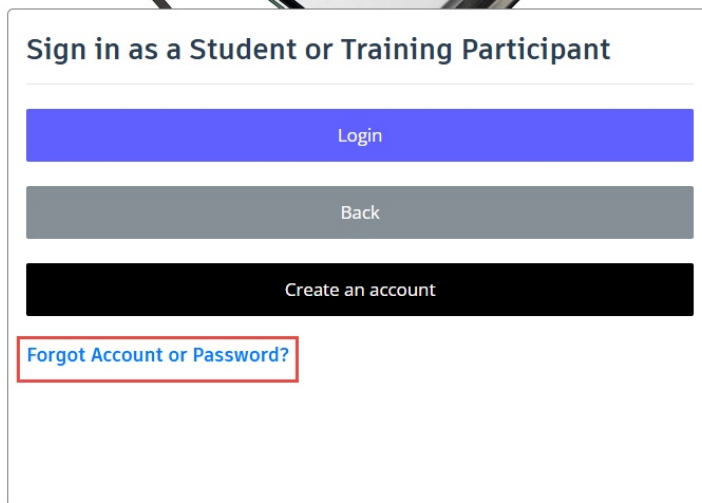 Sign in as a Student or Training Participant
Login
Back
Create an account
Forgot Account or Password?